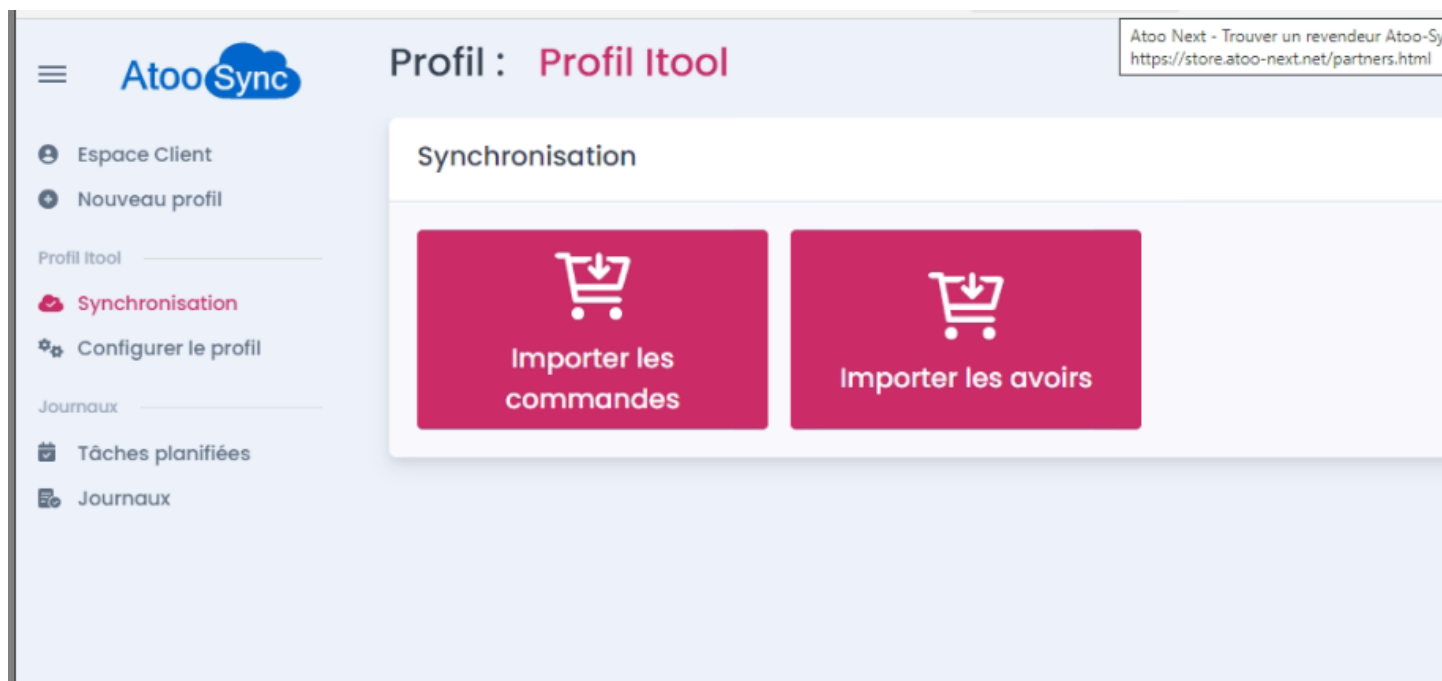 Atoo Next - Trouver un revendeur Atoo-Sy
https://store.atoo-next.net/partners.html
AtooSync
Profil : Profil Itool
Espace Client
Nouveau profil
Profil Itool
Synchronisation
Configurer le profil
Journaux
Tâches planifiées
Journaux
Synchronisation
Importer les
commandes
Importer les avoirs